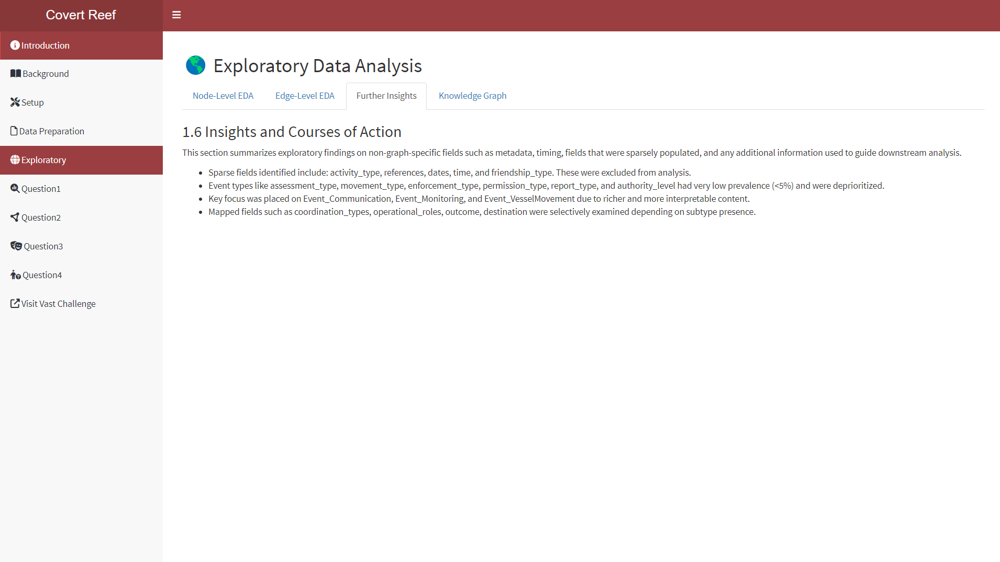 Covert Reef
Introduction
Background
Setup
Data Preparation
Exploratory
Question1
Question2
Question3
Question4
Visit Vast Challenge
Exploratory Data Analysis
Node-Level EDA
Edge-Level EDA
Further Insights
Knowledge Graph
1.6 Insights and Courses of Action
This section summarizes exploratory findings on non-graph-specific fields such as metadata, timing, fields that were sparsely populated, and any additional information used to guide downstream analysis.
• Sparse fields identified include: activity_type, references, dates, time, and friendship_type. These were excluded from analysis.
• Event types like assessment_type, movement_type, enforcement_type, permission_type, report_type, and authority_level had very low prevalence (<5%) and were deprioritized.
• Key focus was placed on Event_Communication, Event_Monitoring, and Event_VesselMovement due to richer and more interpretable content.
• Mapped fields such as coordination_types, operational_roles, outcome, destination were selectively examined depending on subtype presence.